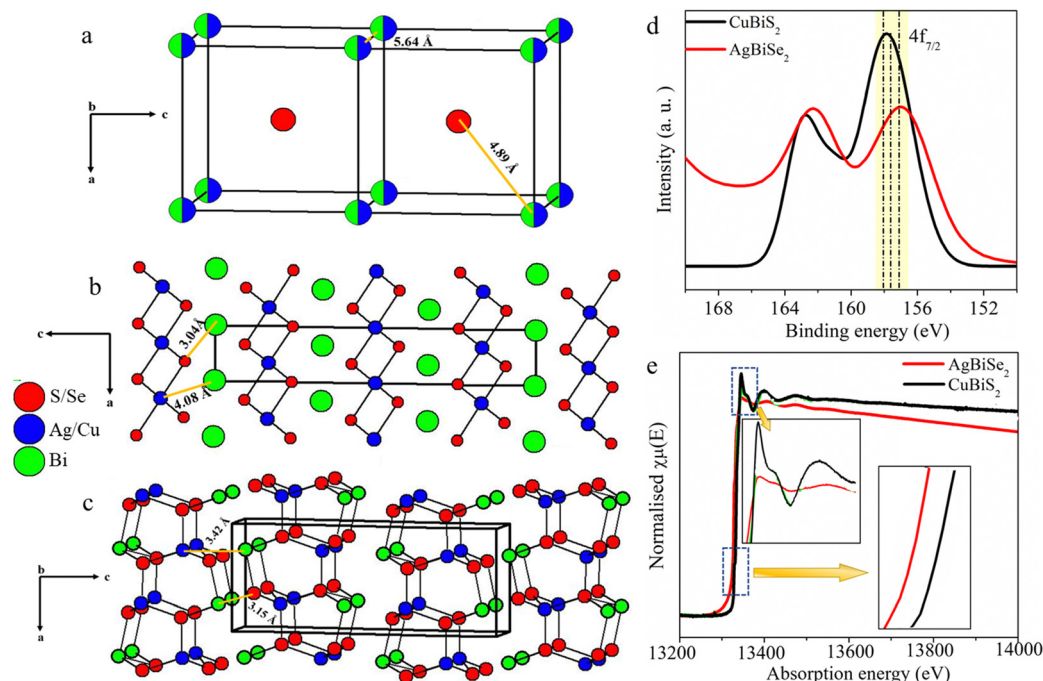 a
5.64 Å
4.89 Å
b
c
a
b
3.04Å
4.08 Å
c
a
S/Se
Ag/Cu
Bi
c
3.42 Å
3.15 Å
b
c
a
d
CuBiS2
AgBiSe2
4f7/2
Intensity (a. u. )
168 164 160 156 152
Binding energy (eV)
e
AgBiSe2
CuBiS2
Normalised χμ(E)
13200 13400 13600 13800 14000
Absorption energy (eV)